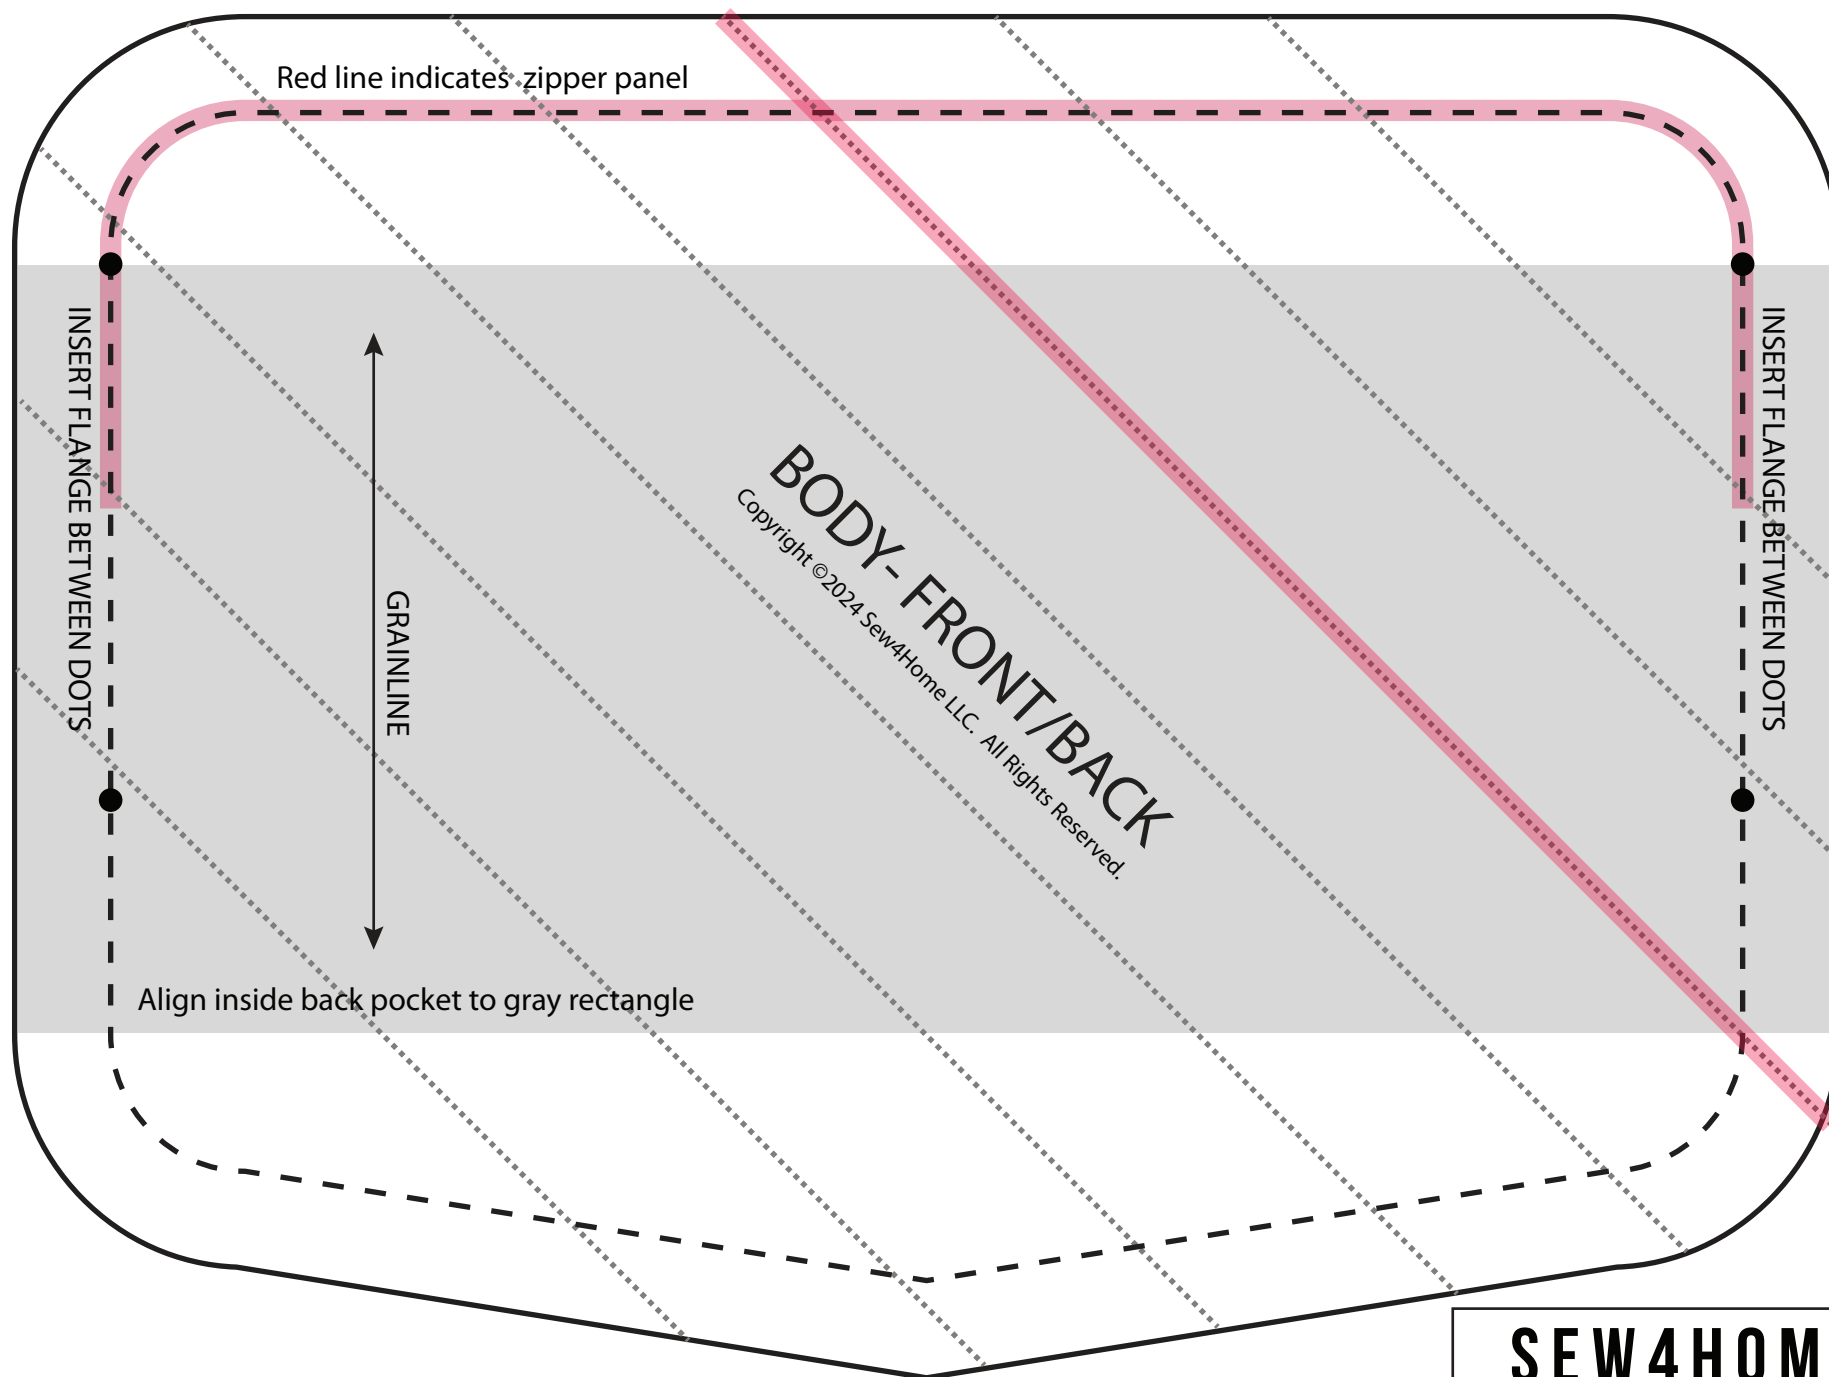 Red line indicates zipper panel
INSERT FLANGE BETWEEN DOTS
INSERT FLANGE BETWEEN DOTS
GRAINLINE
BODY- FRONT/BACK
Copyright ©2024 Sew4Home LLC. All Rights Reserved.
Align inside back pocket to gray rectangle
SEW4HOM